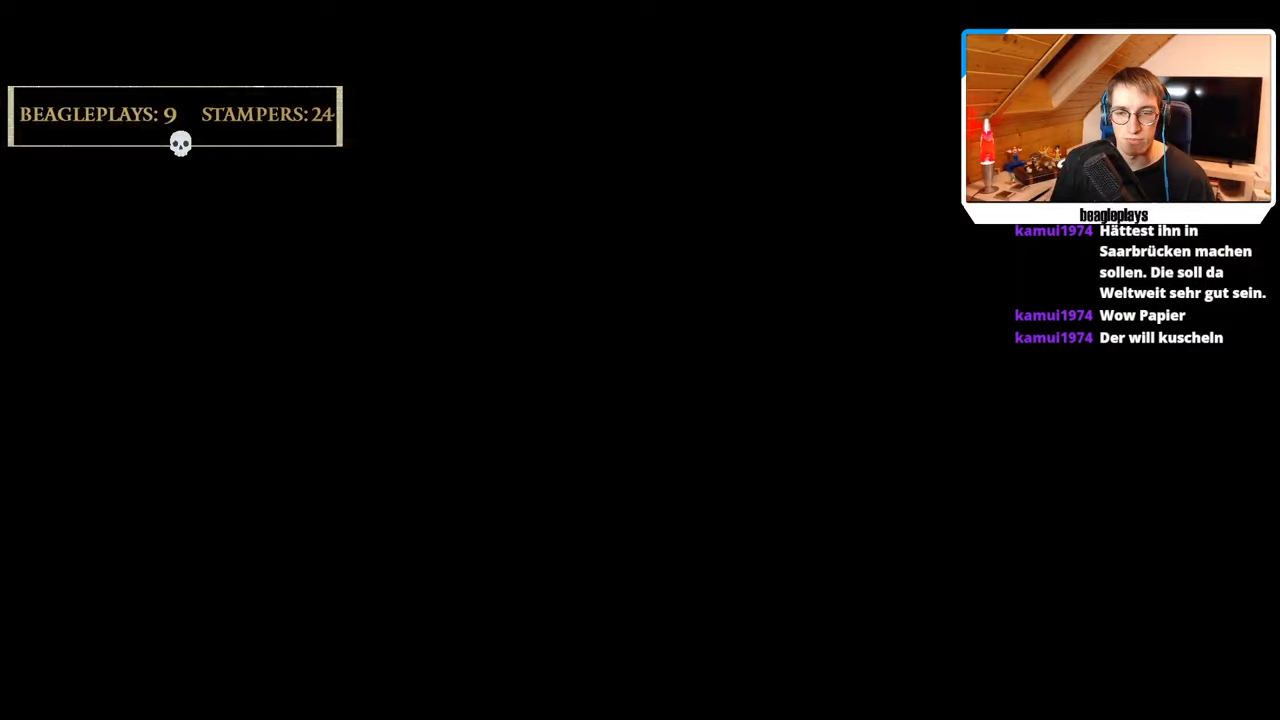 BEAGLEPLAYS: 9 STAMPERS: 24
beagleplays
kamui1974 Hättest ihn in
Saarbrücken machen
sollen. Die soll da
Weltweit sehr gut sein.
kamui1974 Wow Papier
kamui1974 Der will kuscheln